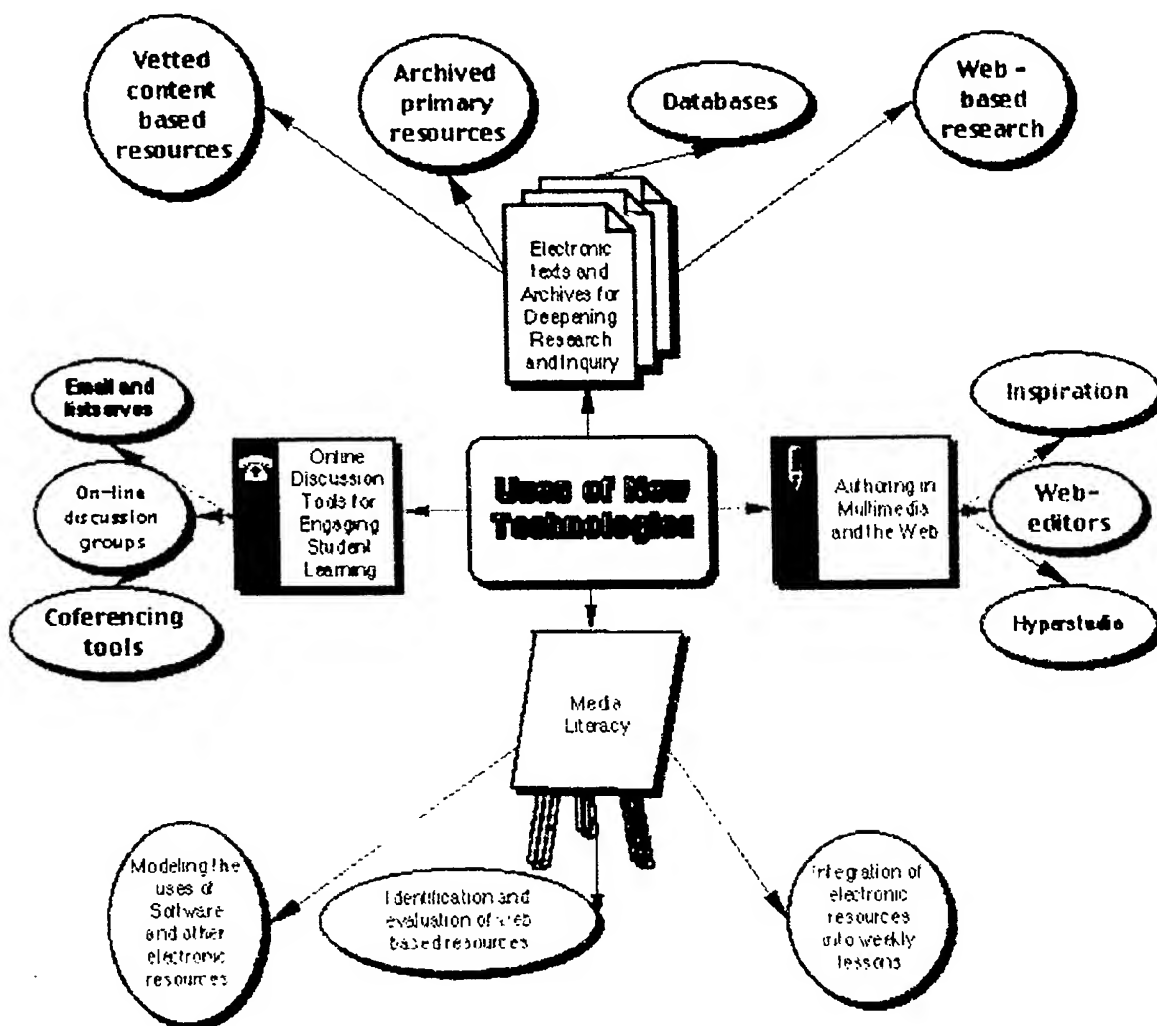 Vetted
content
based
resources
Archived
primary
resources
Databases
Web -
based
research
Electronic
Texts and
Archives for
Deepening
Research
and Inquiry
Email and
listserves
On-line
discussion
groups
Coferencing
tools
Online
Discussion
Tools for
Engaging
Student
Learning
Uses of New
Technologies
Authoring in
Multimedia
and the Web
Inspiration
Web-
editors
Hyperstudio
Media
Literacy
Modeling the
uses of
Software
and other
electronic
resources
Identification and
evaluation of web
based resources
Integration of
electronic
resources
into weekly
lessons